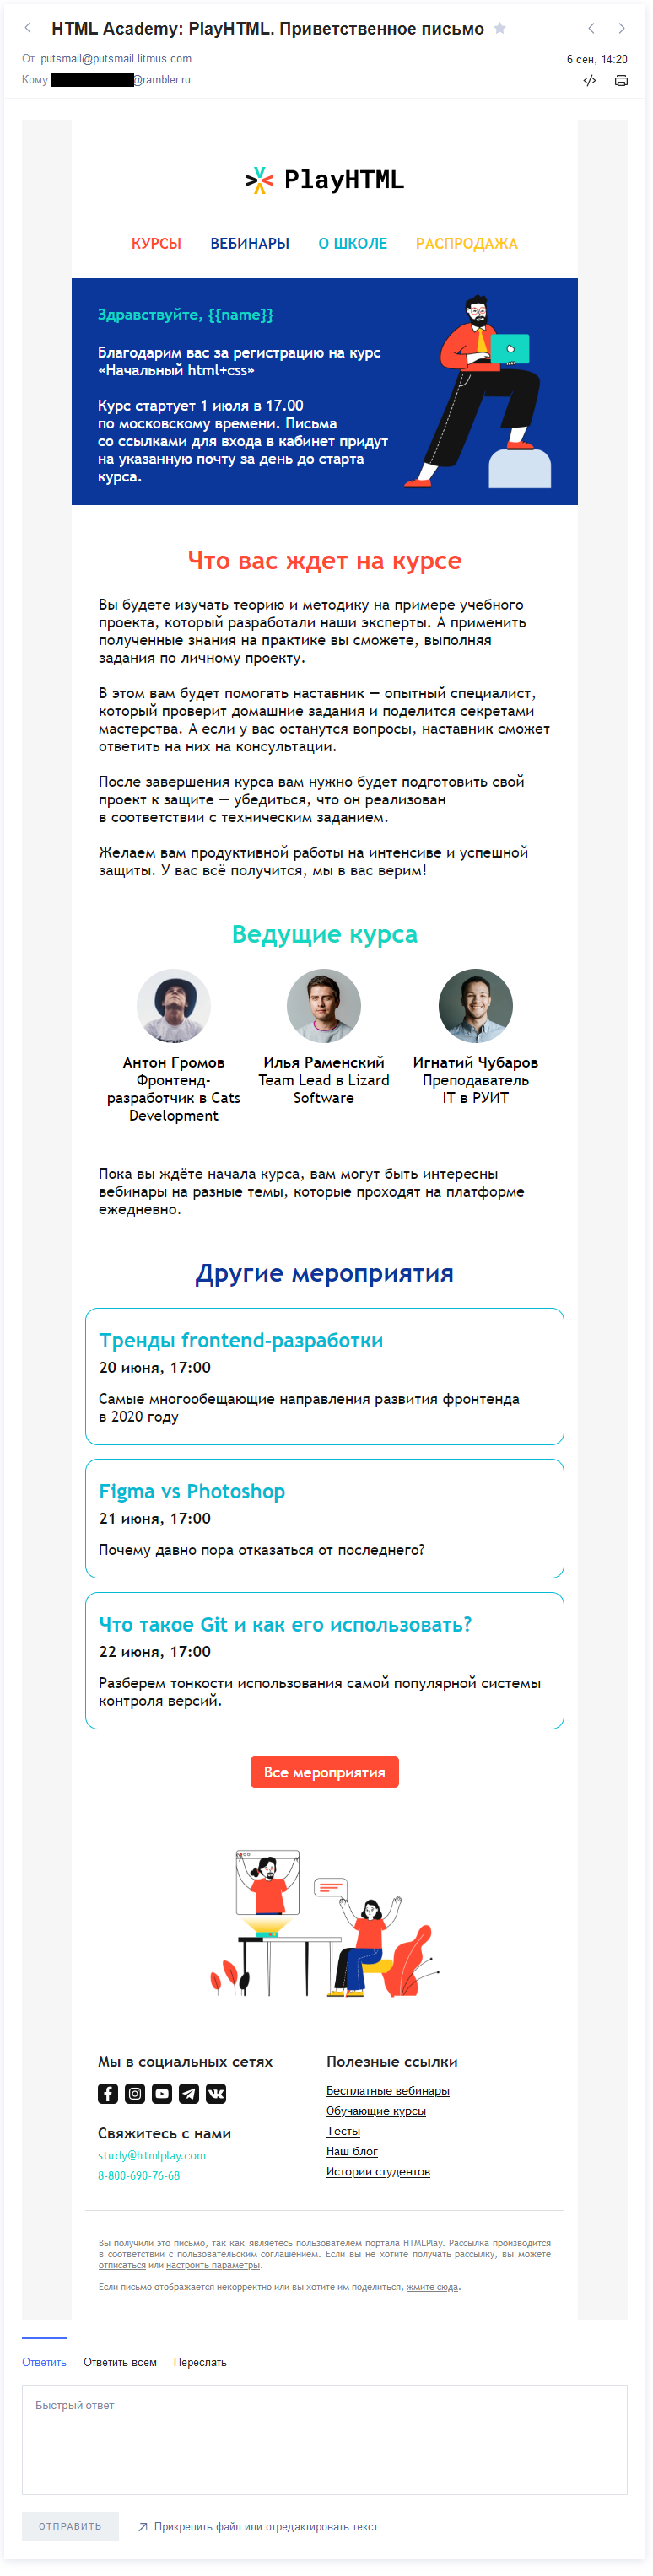 HTML Academy: PlayHTML. Приветственное письмо
От putsmail@putsmail.litmus.com
6 сен, 14:20
Кому @rambler.ru
PlayHTML
КУРСЫ ВЕБИНАРЫ О ШКОЛЕ РАСПРОДАЖА
Здравствуйте, {{name}}
Благодарим вас за регистрацию на курс
«Начальный html+css»
Курс стартует 1 июля в 17.00
по московскому времени. Письма
со ссылками для входа в кабинет придут
на указанную почту за день до старта
курса.
Что вас ждет на курсе
Вы будете изучать теорию и методику на примере учебного
проекта, который разработали наши эксперты. А применить
полученные знания на практике вы сможете, выполняя
задания по личному проекту.
В этом вам будет помогать наставник — опытный специалист,
который проверит домашние задания и поделится секретами
мастерства. А если у вас останутся вопросы, наставник сможет
ответить на них на консультации.
После завершения курса вам нужно будет подготовить свой
проект к защите — убедиться, что он реализован
в соответствии с техническим заданием.
Желаем вам продуктивной работы на интенсиве и успешной
защиты. У вас всё получится, мы в вас верим!
Ведущие курса
Антон Громов
Фронтенд-
разработчик в Cats
Development
Илья Раменский
Team Lead в Lizard
Software
Игнатий Чубаров
Преподаватель
IT в РУИТ
Пока вы ждёте начала курса, вам могут быть интересны
вебинары на разные темы, которые проходят на платформе
ежедневно.
Другие мероприятия
Тренды frontend-разработки
20 июня, 17:00
Самые многообещающие направления развития фронтенда
в 2020 году
Figma vs Photoshop
21 июня, 17:00
Почему давно пора отказаться от последнего?
Что такое Git и как его использовать?
22 июня, 17:00
Разберем тонкости использования самой популярной системы
контроля версий.
Все мероприятия
Мы в социальных сетях
Свяжитесь с нами
study@htmlplay.com
8-800-690-76-68
Полезные ссылки
Бесплатные вебинары
Обучающие курсы
Тесты
Наш блог
Истории студентов
Вы получили это письмо, так как являетесь пользователем портала HTMLPlay. Рассылка производится
в соответствии с пользовательским соглашением. Если вы не хотите получать рассылку, вы можете
отписаться или настроить параметры.
Если письмо отображается некорректно или вы хотите им поделиться, жмите сюда.
Ответить Ответить всем Переслать
Быстрый ответ
ОТПРАВИТЬ
Прикрепить файл или отредактировать текст